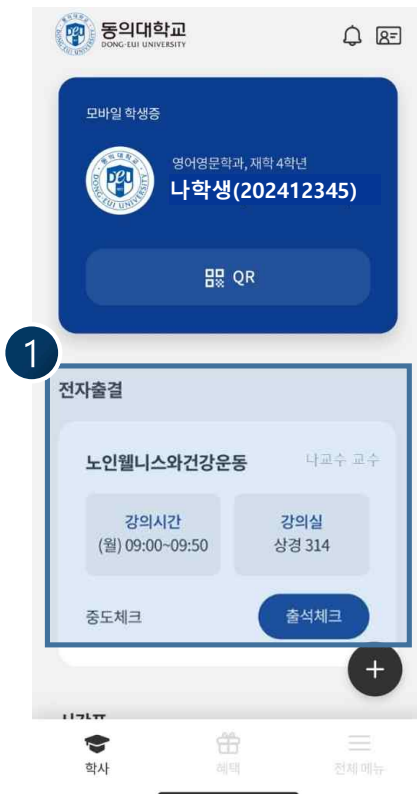 동의대학교
DONG-EUI UNIVERSITY
모바일 학생증
영어영문학과, 재학 4학년
나학생(202412345)
QR
1
전자출결
노인웰니스와건강운동 나교수 교수
강의시간 강의실
(월) 09:00~09:50 상경 314
중도체크 출석체크
+
시간표
학사 혜택 전체 메뉴